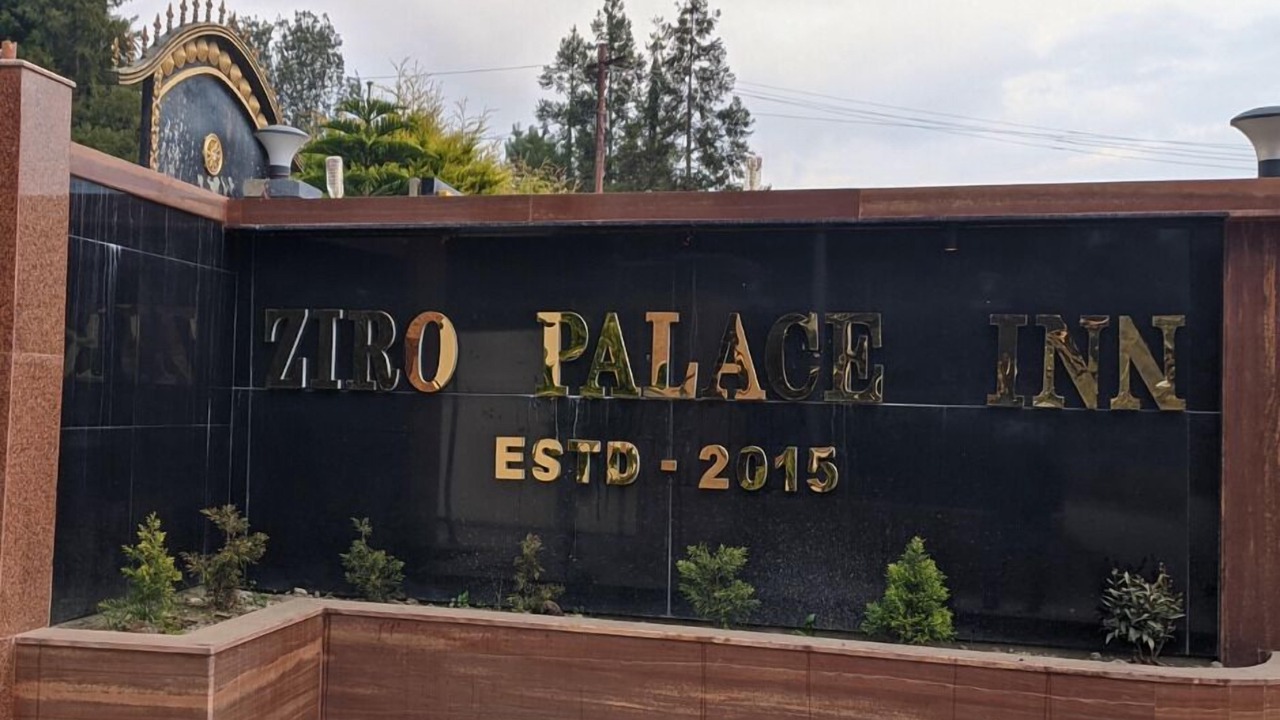 ZIRO PALACE INN
ESTD - 2015